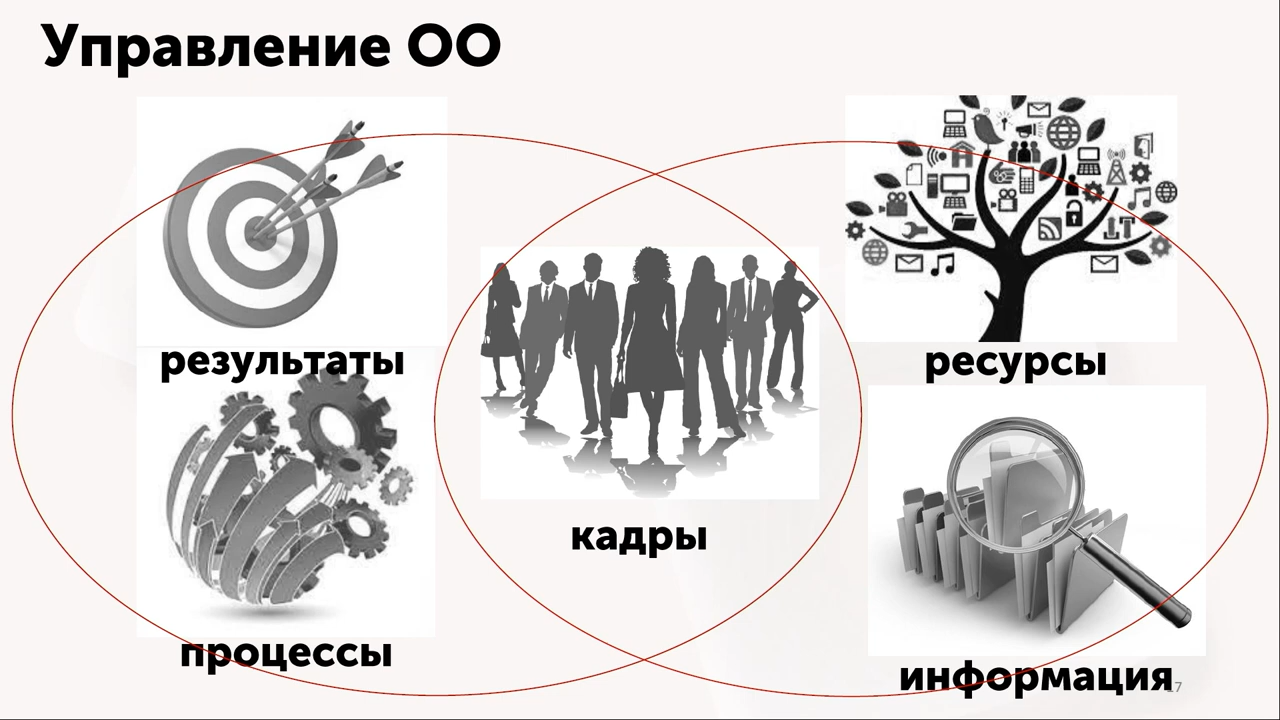 Управление ОО
результаты
ресурсы
кадры
процессы
информация